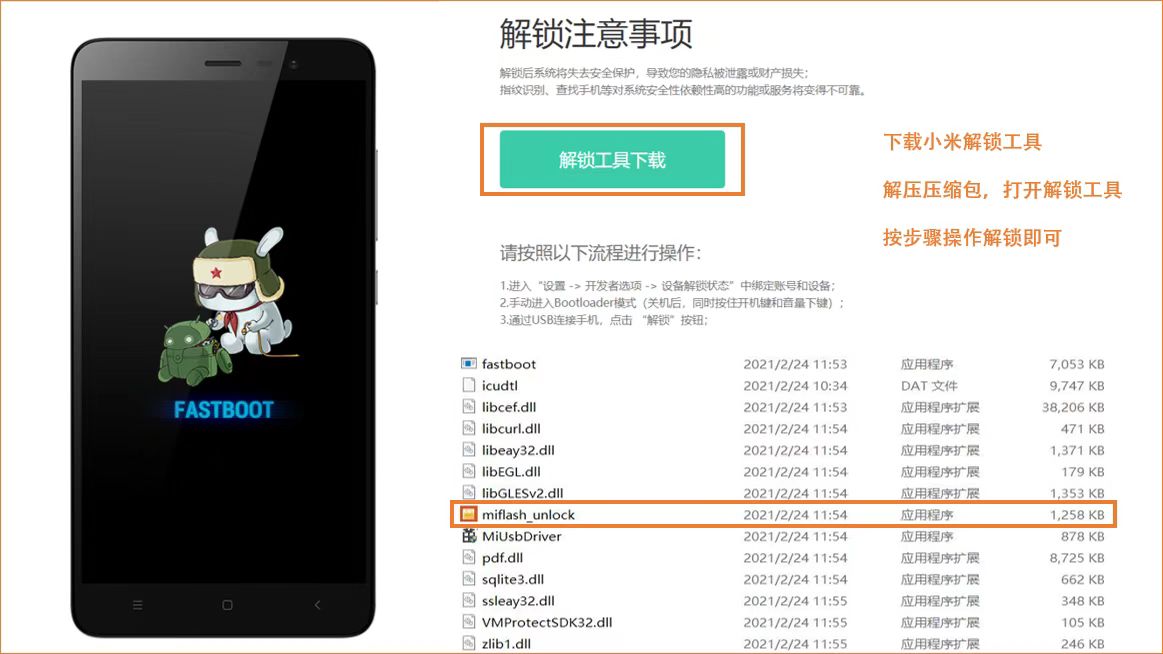 FASTBOOT
解锁注意事项
解锁后系统将失去安全保护，导致您的隐私被泄露或财产损失；
指纹识别、查找手机等对系统安全性依赖性高的功能或服务将变得不可靠。
解锁工具下载
下载小米解锁工具
解压压缩包，打开解锁工具
按步骤操作解锁即可
请按照以下流程进行操作：
1.进入“设置 -> 开发者选项 -> 设备解锁状态”中绑定账号和设备；
2.手动进入Bootloader模式（关机后，同时按住开机键和音量下键）；
3.通过USB连接手机，点击 “解锁”按钮；
fastboot 2021/2/24 11:53 应用程序 7,053 KB
icudtl 2021/2/24 10:34 DAT 文件 9,747 KB
libcef.dll 2021/2/24 11:53 应用程序扩展 38,206 KB
libcurl.dll 2021/2/24 11:54 应用程序扩展 471 KB
libeay32.dll 2021/2/24 11:54 应用程序扩展 1,371 KB
libEGL.dll 2021/2/24 11:54 应用程序扩展 179 KB
libGLESv2.dll 2021/2/24 11:54 应用程序扩展 1,353 KB
miflash_unlock 2021/2/24 11:54 应用程序 1,258 KB
MiUsbDriver 2021/2/24 11:54 应用程序 878 KB
pdf.dll 2021/2/24 11:54 应用程序扩展 8,725 KB
sqlite3.dll 2021/2/24 11:54 应用程序扩展 662 KB
ssleay32.dll 2021/2/24 11:55 应用程序扩展 348 KB
VMProtectSDK32.dll 2021/2/24 11:55 应用程序扩展 105 KB
zlib1.dll 2021/2/24 11:55 应用程序扩展 246 KB